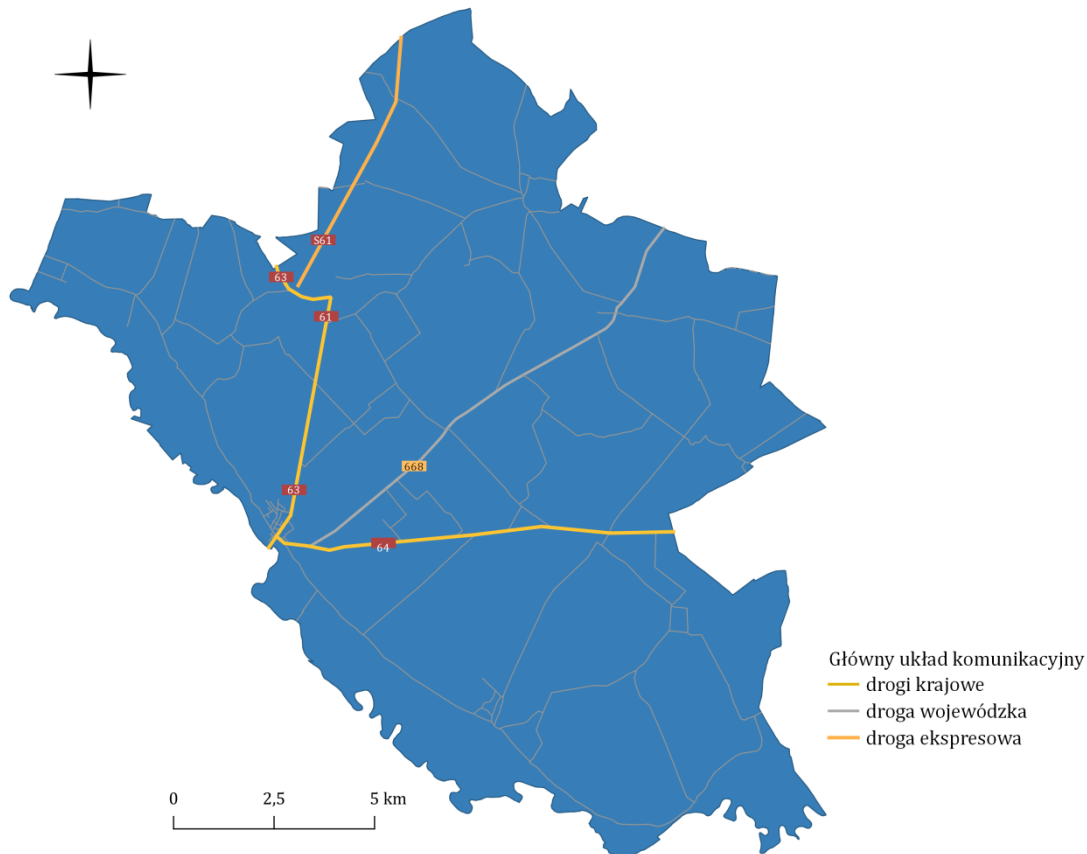 S61
63
61
668
63
64
Główny układ komunikacyjny
drogi krajowe
droga wojewódzka
droga ekspresowa
0 2,5 5 km